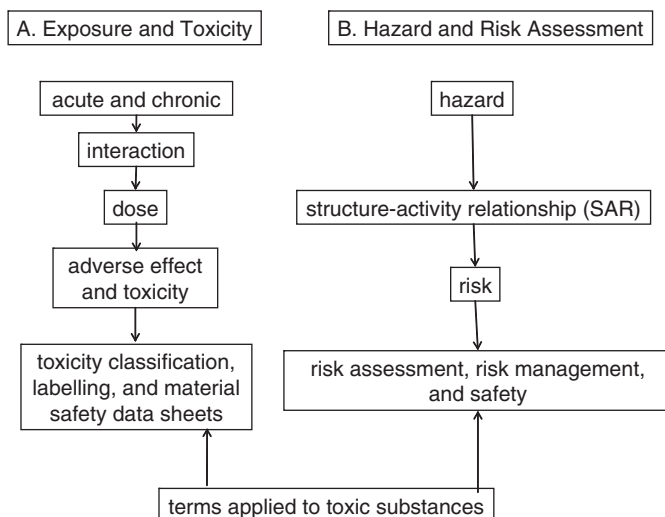 A. Exposure and Toxicity
B. Hazard and Risk Assessment
acute and chronic
interaction
dose
adverse effect
and toxicity
toxicity classification,
labelling, and material
safety data sheets
hazard
structure-activity relationship (SAR)
risk
risk assessment, risk management,
and safety
terms applied to toxic substances